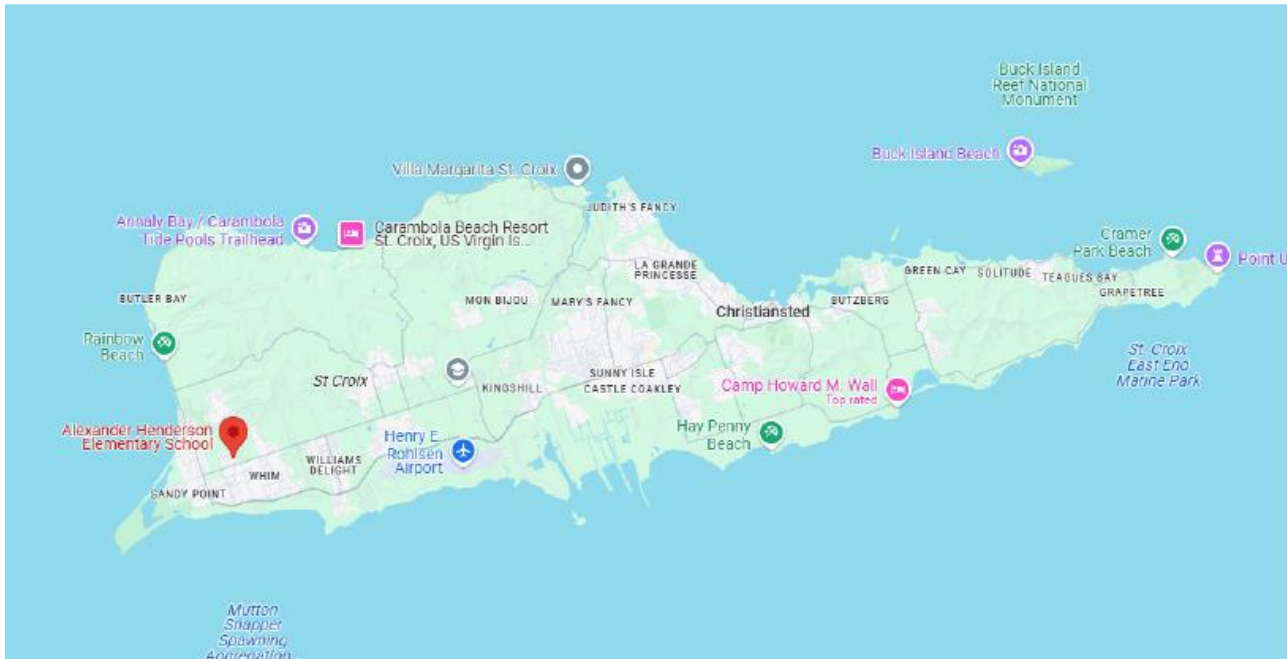 Buck Island
Reef National
Monument
Buck Island Beach
Villa Margarita St. Croix
JUDITH'S FANCY
Annaly Bay / Carambola
Tide Pools Trailhead
Carambola Beach Resort
St. Croix, US Virgin Is...
Cramer
Park Beach
Point U
LA GRANDE
PRINCESSE
GREEN CAY
SOLITUDE
TEAGUES BAY
GRAPETREE
BUTLER BAY
MON BIJOU
MARY'S FANCY
Christiansted
BUTZBERG
Rainbow
Beach
St Croix
KINGSHILL
SUNNY ISLE
CASTLE COAKLEY
St. Croix
East End
Marine Park
Camp Howard M. Wall
Top rated
Hay Penny
Beach
Alexander Henderson
Elementary School
Henry E.
Rohlsen
Airport
WILLIAMS
DELIGHT
WHIM
SANDY POINT
Mutton
Snapper
Spawning
Aggregation...